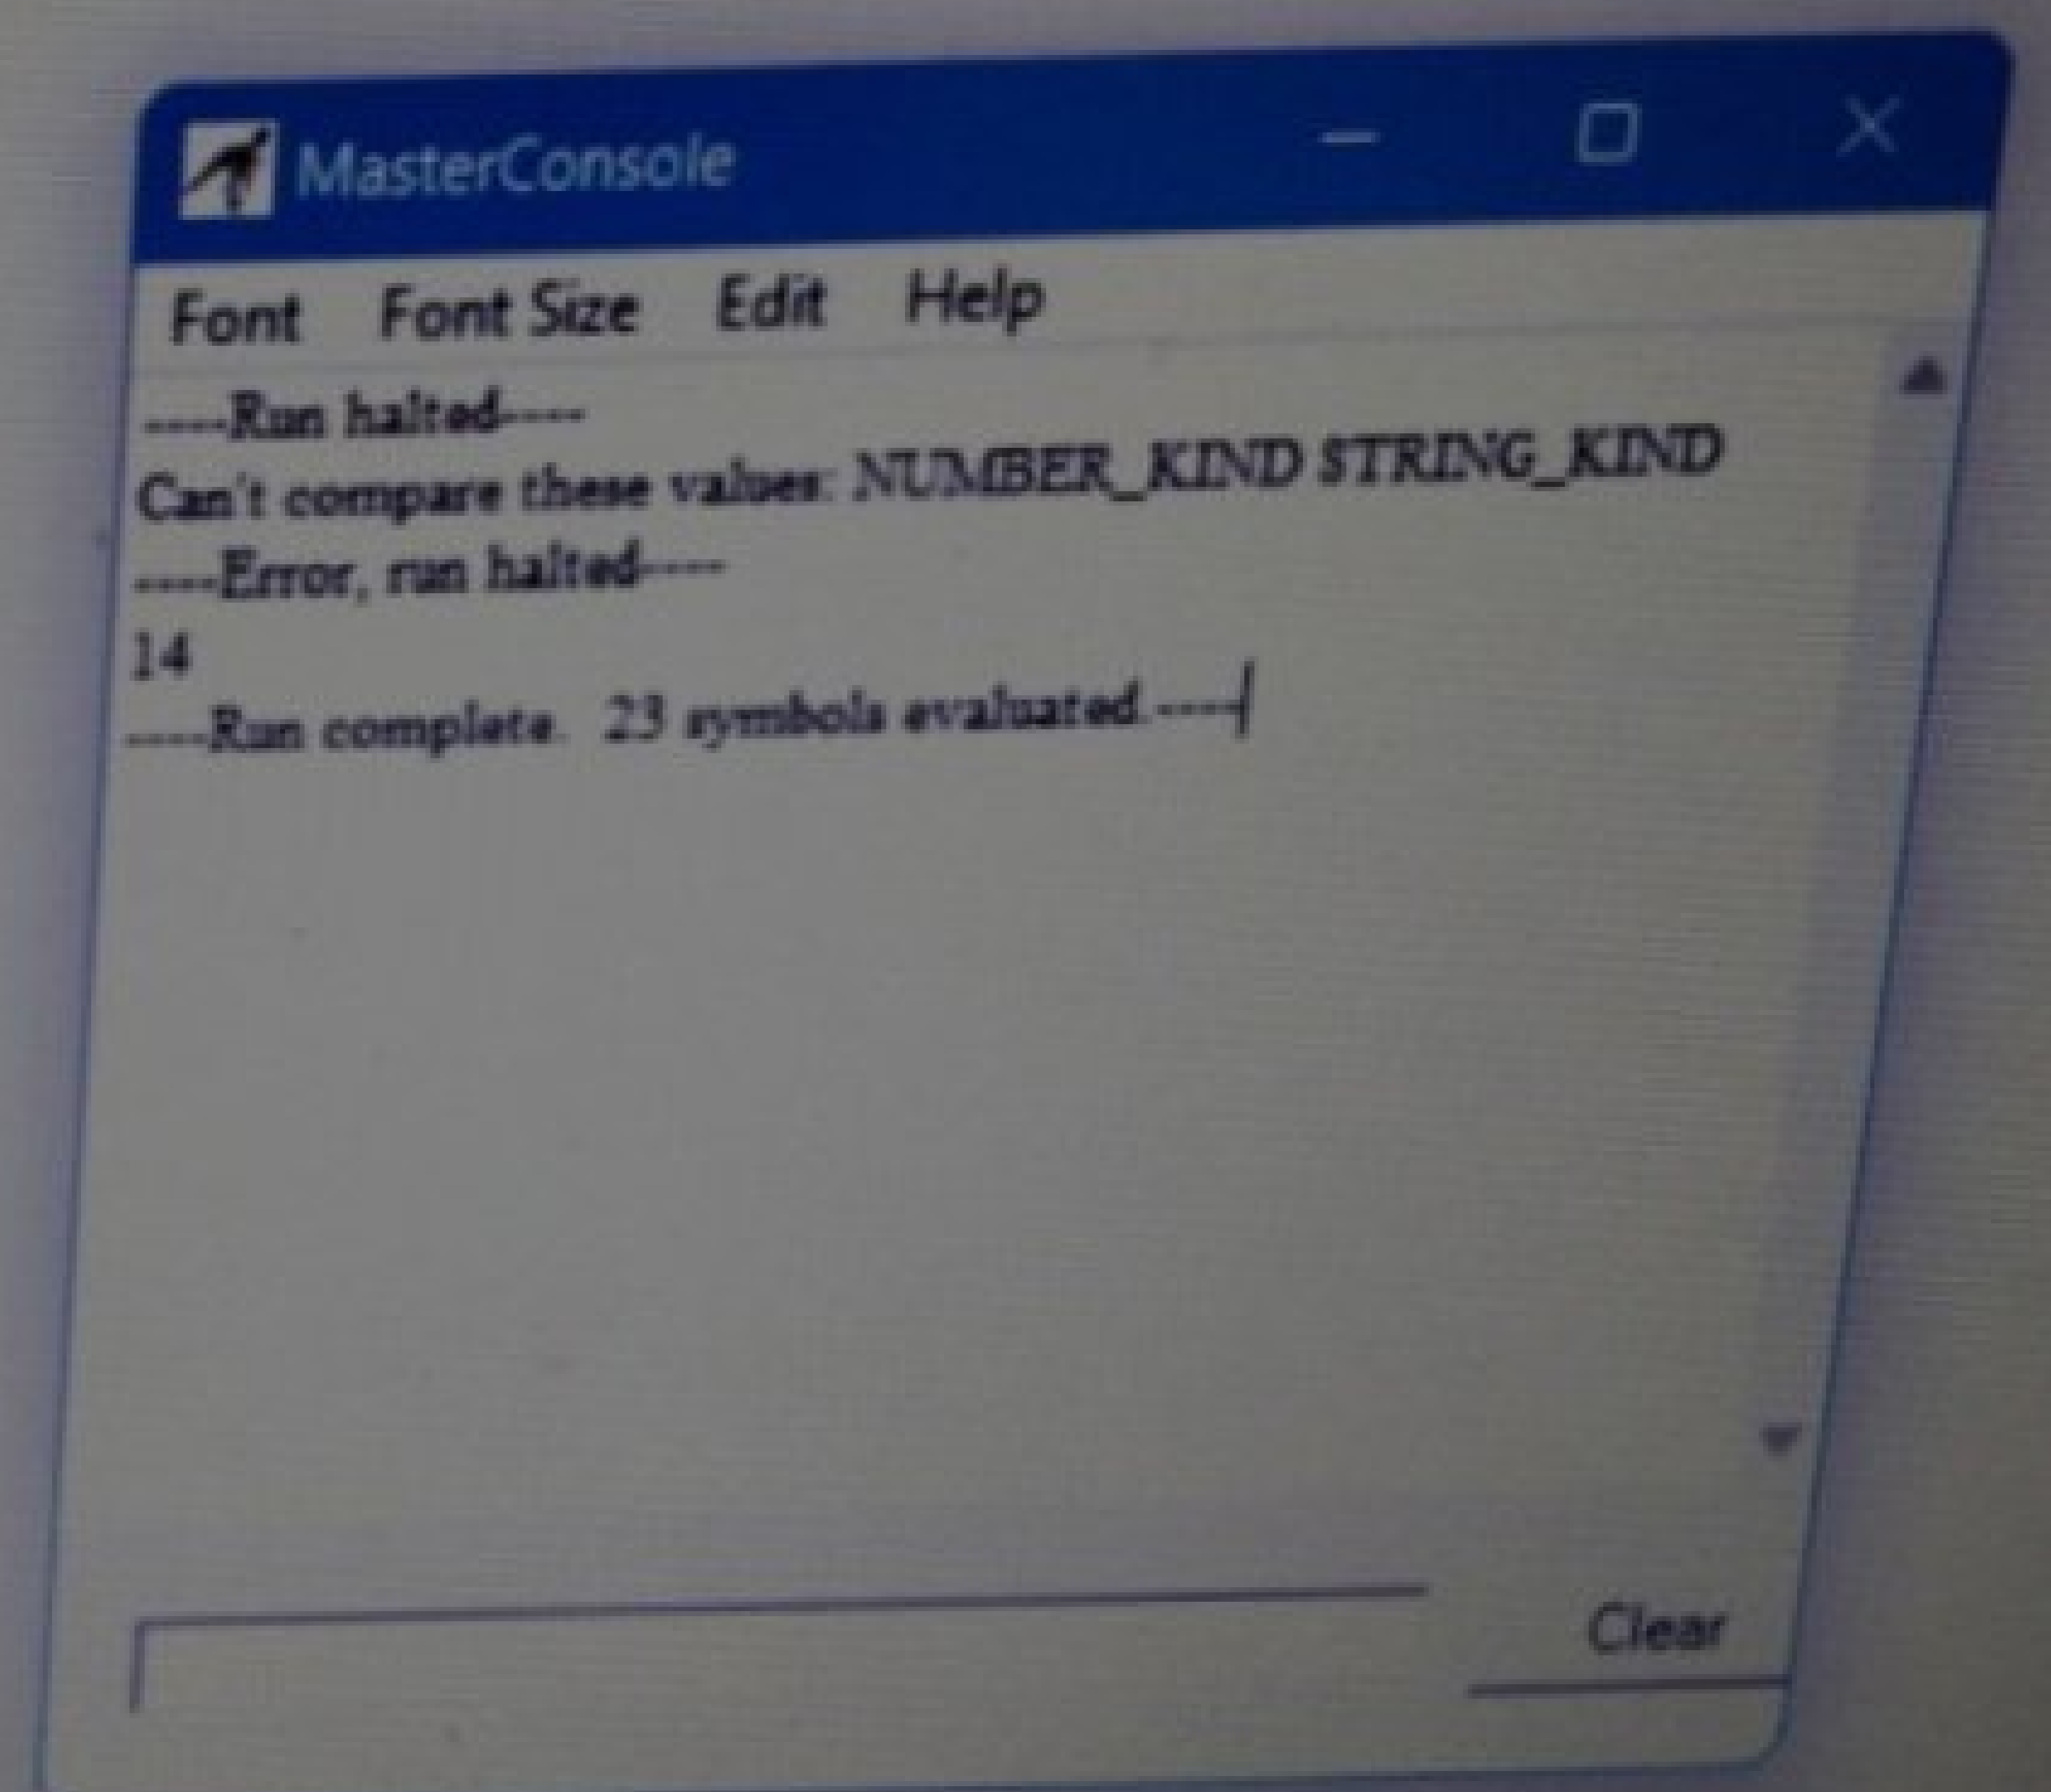 MasterConsole
Font Font Size Edit Help
----Run halted----
Can't compare these values: NUMBER_KIND STRING_KIND
----Error, run halted----
14
----Run complete.  23 symbols evaluated.----
Clear